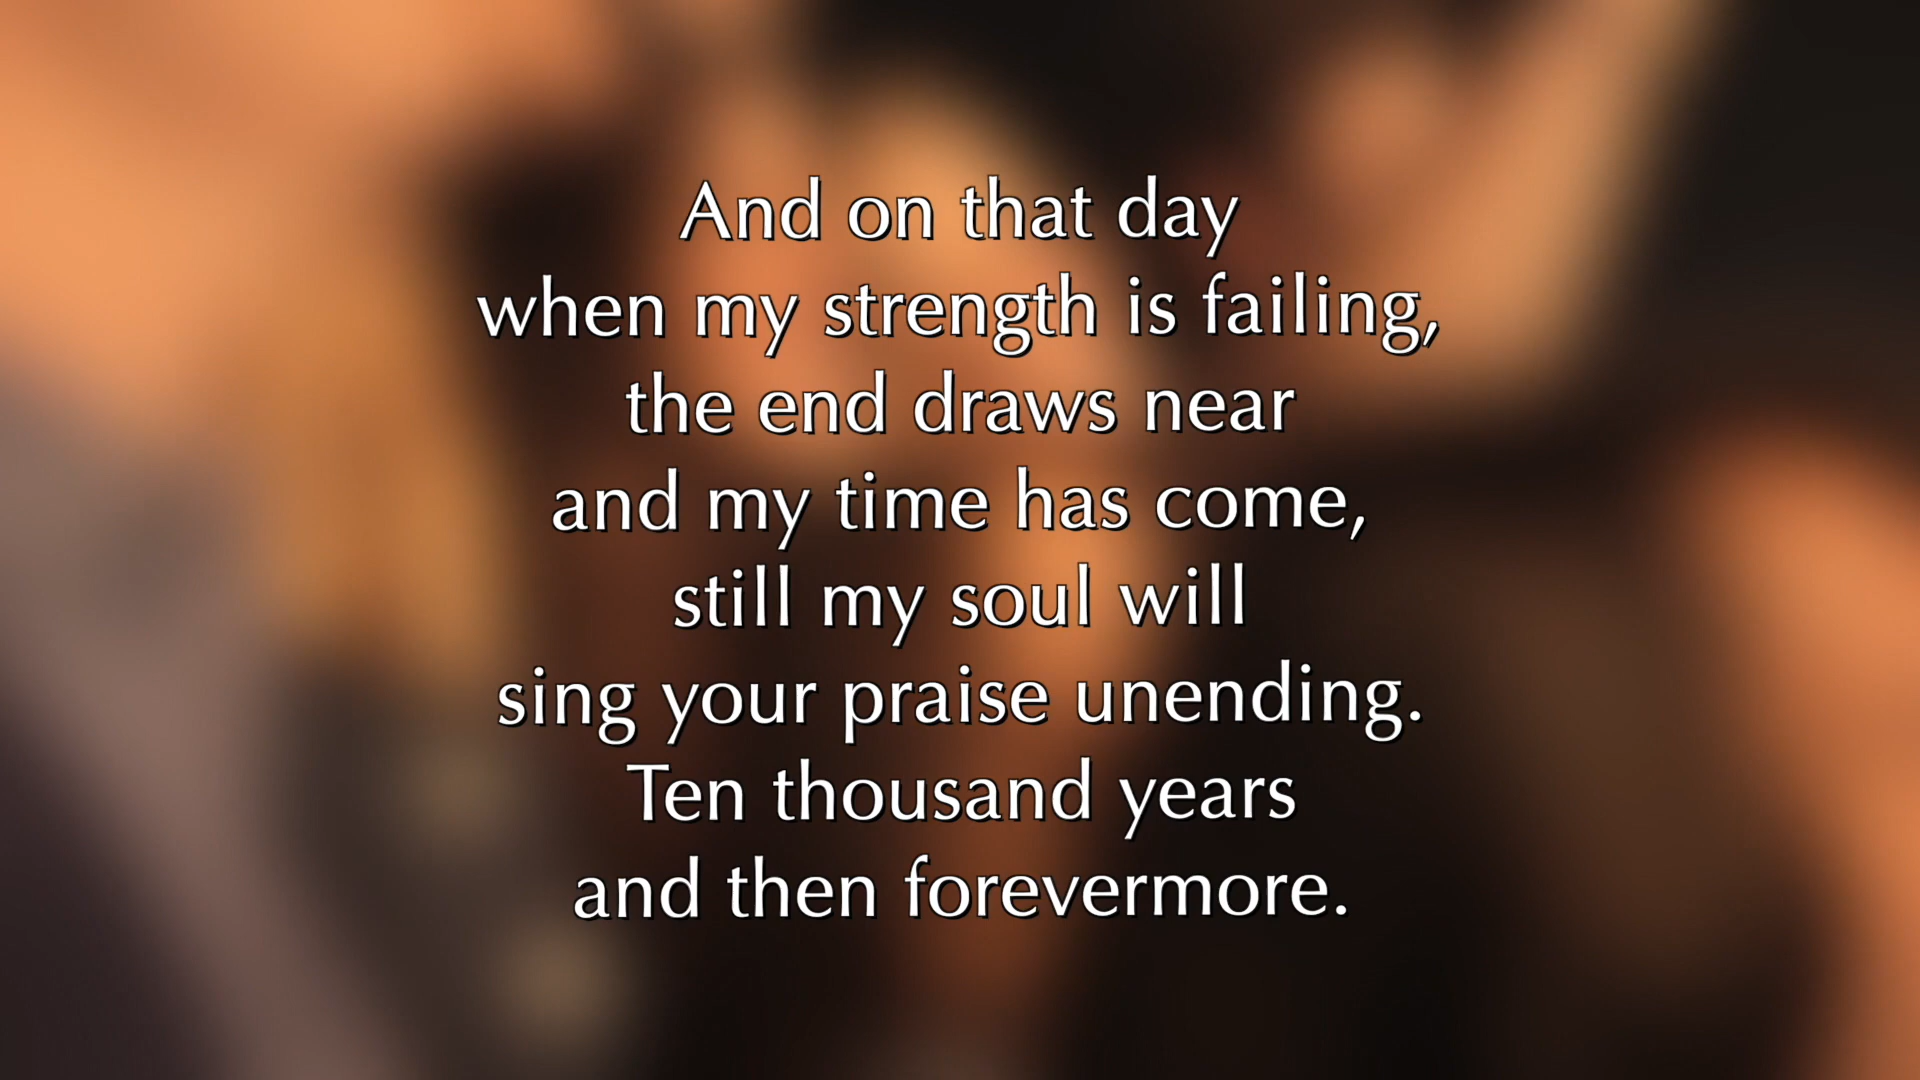 And on that day
when my strength is failing,
the end draws near
and my time has come,
still my soul will
sing your praise unending.
Ten thousand years
and then forevermore.